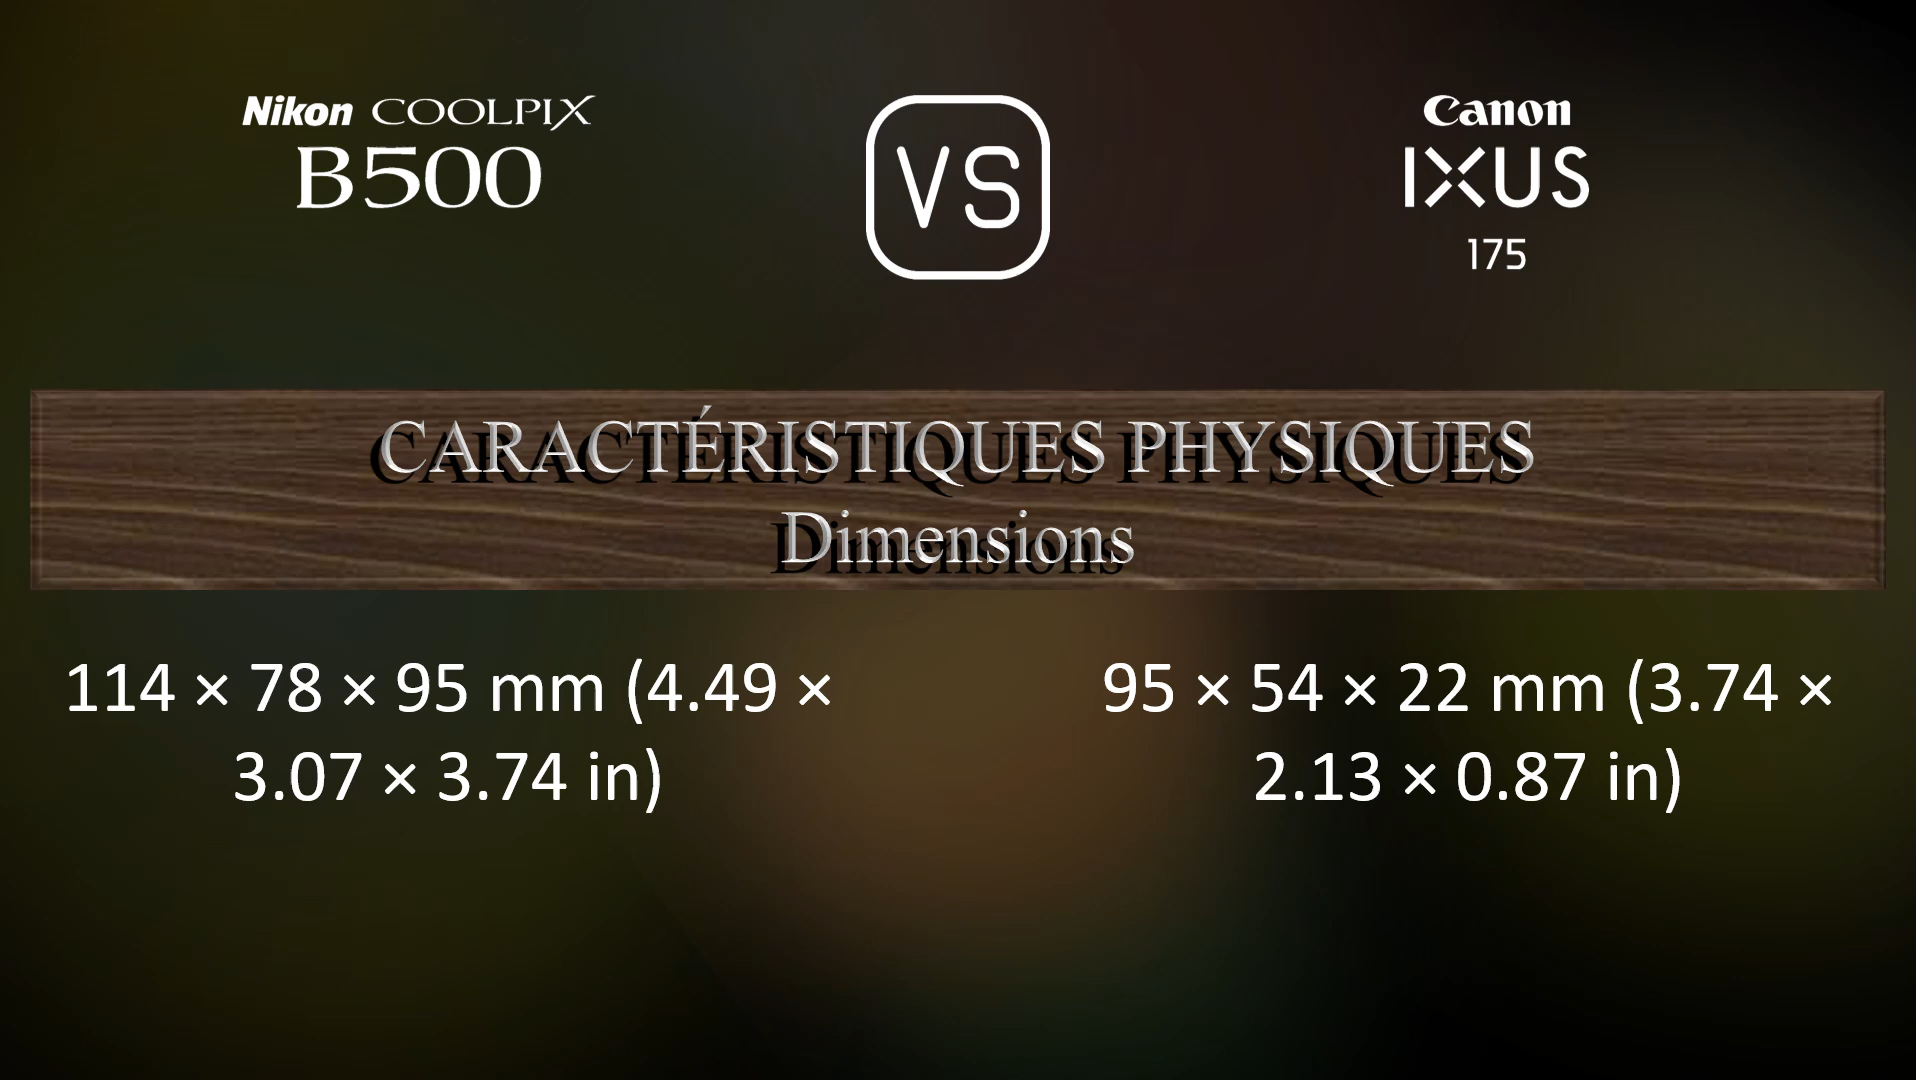 Nikon COOLPIX
B500
VS
Canon
IXUS
175
CARACTÉRISTIQUES PHYSIQUES
Dimensions
114 × 78 × 95 mm (4.49 ×
3.07 × 3.74 in)
95 × 54 × 22 mm (3.74 ×
2.13 × 0.87 in)